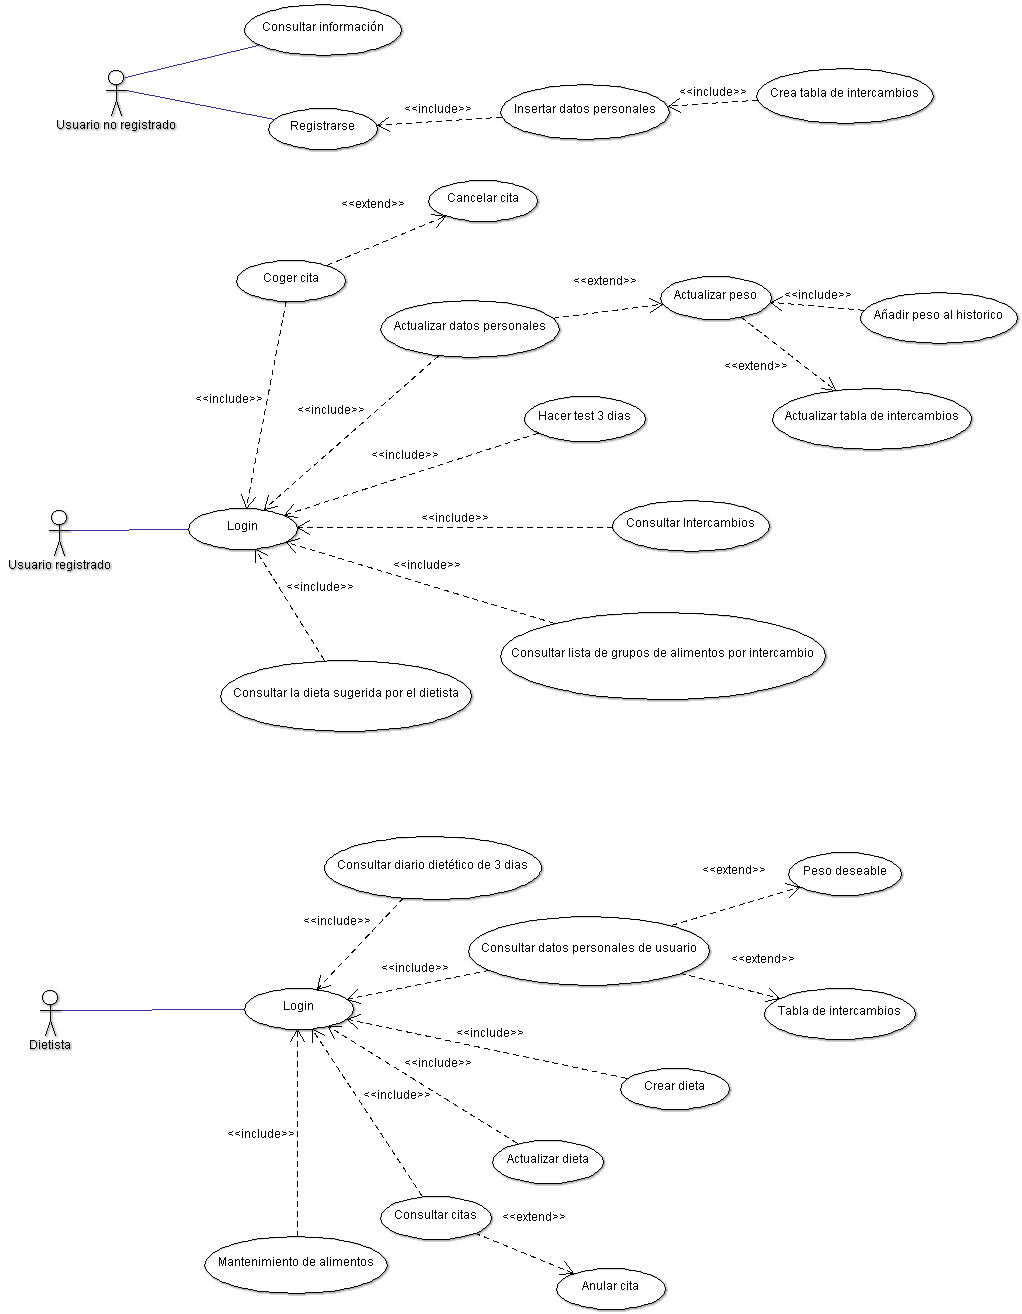 Consultar información
Usuario no registrado
Registrarse
<<include>>
Insertar datos personales
<<include>>
Crea tabla de intercambios
Cancelar cita
<<extend>>
Coger cita
<<extend>>
Actualizar peso
<<include>>
Añadir peso al historico
Actualizar datos personales
<<extend>>
Actualizar tabla de intercambios
<<include>>
<<include>>
Hacer test 3 dias
<<include>>
<<include>>
Consultar Intercambios
Login
Usuario registrado
<<include>>
<<include>>
Consultar lista de grupos de alimentos por intercambio
Consultar la dieta sugerida por el dietista
Consultar diario dietético de 3 dias
<<extend>>
Peso deseable
<<include>>
Consultar datos personales de usuario
<<extend>>
<<include>>
Login
Tabla de intercambios
Dietista
<<include>>
<<include>>
Crear dieta
<<include>>
<<include>>
Actualizar dieta
Consultar citas
<<extend>>
Mantenimiento de alimentos
Anular cita